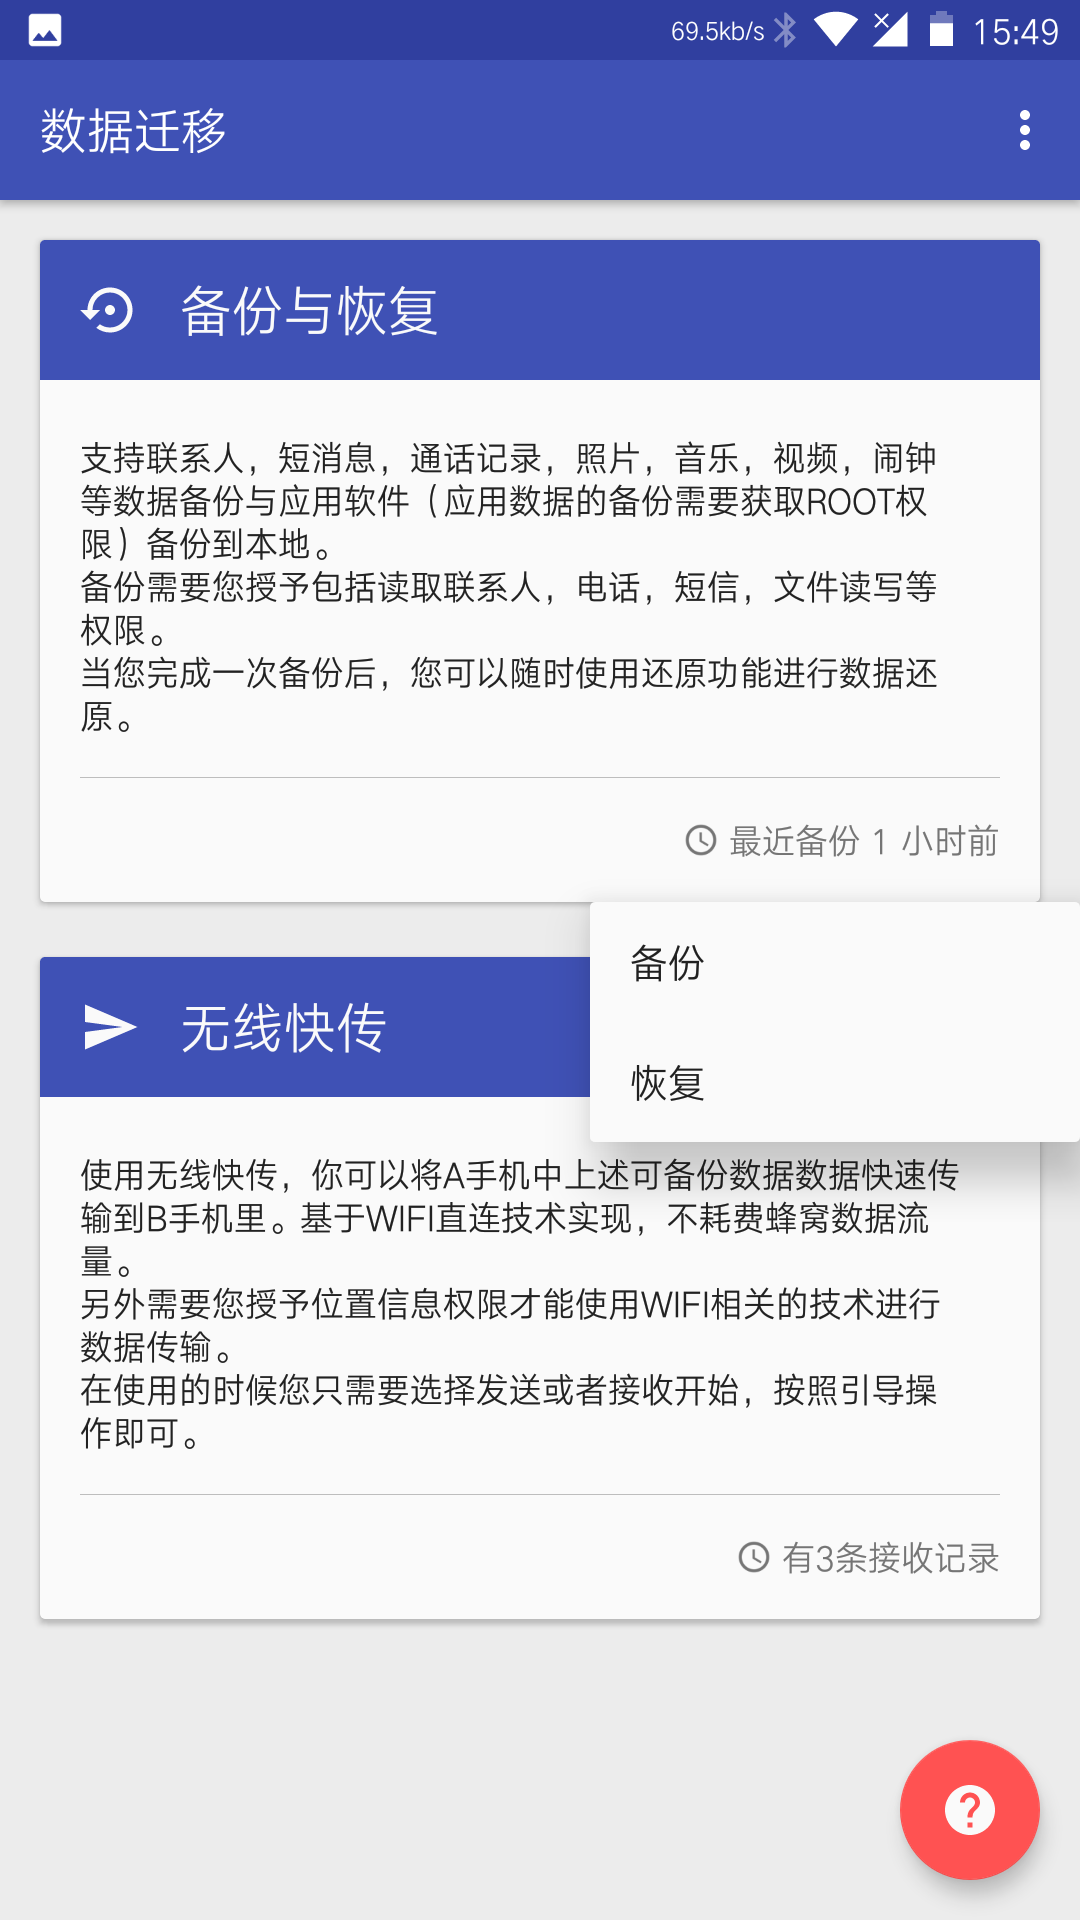 69.5kb/s 15:49
数据迁移
备份与恢复
支持联系人，短消息，通话记录，照片，音乐，视频，闹钟
等数据备份与应用软件（应用数据的备份需要获取ROOT权
限）备份到本地。
备份需要您授予包括读取联系人，电话，短信，文件读写等
权限。
当您完成一次备份后，您可以随时使用还原功能进行数据还
原。
最近备份 1 小时前
备份
恢复
无线快传
使用无线快传，你可以将A手机中上述可备份数据数据快速传
输到B手机里。基于WIFI直连技术实现，不耗费蜂窝数据流
量。
另外需要您授予位置信息权限才能使用WIFI相关的技术进行
数据传输。
在使用的时候您只需要选择发送或者接收开始，按照引导操
作即可。
有3条接收记录